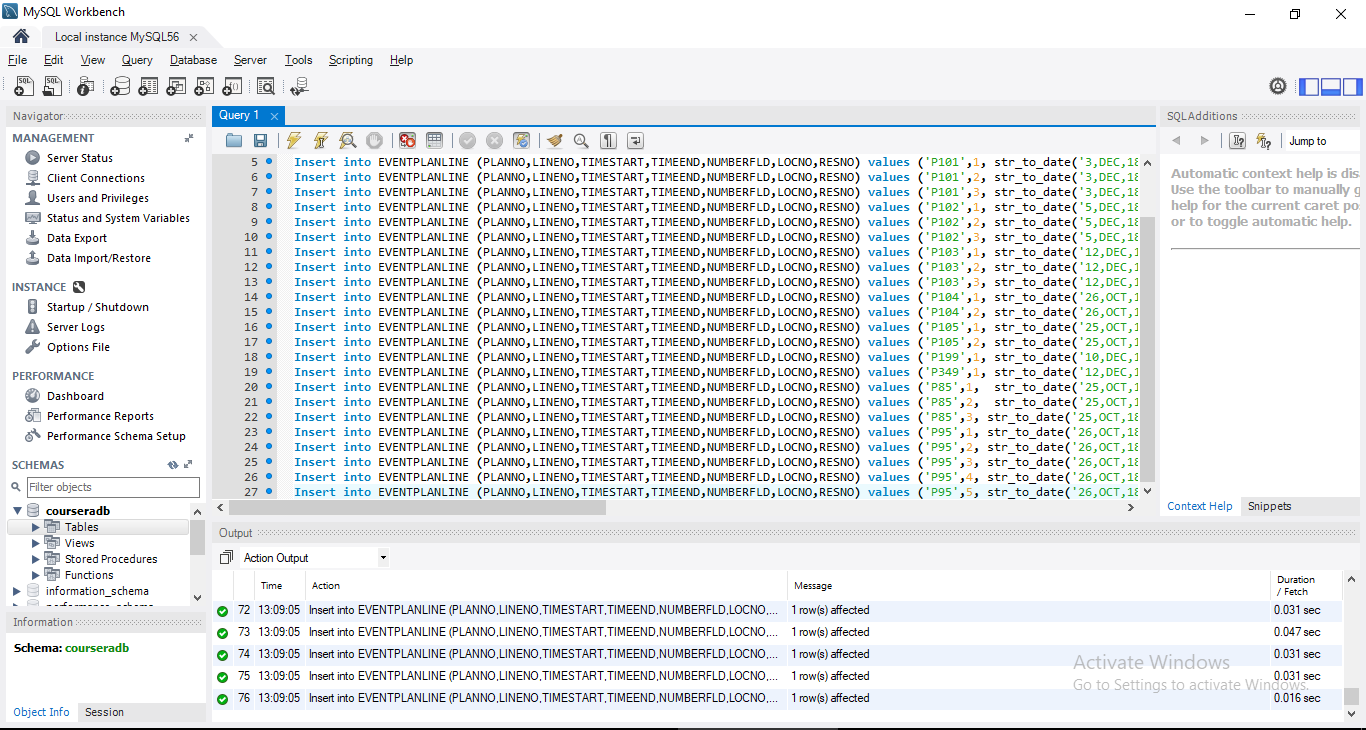 MySQL Workbench
Local instance MySQL56
File Edit View Query Database Server Tools Scripting Help
Navigator
MANAGEMENT
Server Status
Client Connections
Users and Privileges
Status and System Variables
Data Export
Data Import/Restore
INSTANCE
Startup / Shutdown
Server Logs
Options File
PERFORMANCE
Dashboard
Performance Reports
Performance Schema Setup
SCHEMAS
Filter objects
courseradb
Tables
Views
Stored Procedures
Functions
information_schema
Information
Schema: courseradb
Object Info Session
Query 1
5 Insert into EVENTPLANLINE (PLANNO,LINENO,TIMESTART,TIMEEND,NUMBERFLD,LOCNO,RESNO) values ('P101',1, str_to_date('3,DEC,18
6 Insert into EVENTPLANLINE (PLANNO,LINENO,TIMESTART,TIMEEND,NUMBERFLD,LOCNO,RESNO) values ('P101',2, str_to_date('3,DEC,18
7 Insert into EVENTPLANLINE (PLANNO,LINENO,TIMESTART,TIMEEND,NUMBERFLD,LOCNO,RESNO) values ('P101',3, str_to_date('3,DEC,18
8 Insert into EVENTPLANLINE (PLANNO,LINENO,TIMESTART,TIMEEND,NUMBERFLD,LOCNO,RESNO) values ('P102',1, str_to_date('5,DEC,18
9 Insert into EVENTPLANLINE (PLANNO,LINENO,TIMESTART,TIMEEND,NUMBERFLD,LOCNO,RESNO) values ('P102',2, str_to_date('5,DEC,18
10 Insert into EVENTPLANLINE (PLANNO,LINENO,TIMESTART,TIMEEND,NUMBERFLD,LOCNO,RESNO) values ('P102',3, str_to_date('5,DEC,18
11 Insert into EVENTPLANLINE (PLANNO,LINENO,TIMESTART,TIMEEND,NUMBERFLD,LOCNO,RESNO) values ('P103',1, str_to_date('12,DEC,1
12 Insert into EVENTPLANLINE (PLANNO,LINENO,TIMESTART,TIMEEND,NUMBERFLD,LOCNO,RESNO) values ('P103',2, str_to_date('12,DEC,1
13 Insert into EVENTPLANLINE (PLANNO,LINENO,TIMESTART,TIMEEND,NUMBERFLD,LOCNO,RESNO) values ('P103',3, str_to_date('12,DEC,1
14 Insert into EVENTPLANLINE (PLANNO,LINENO,TIMESTART,TIMEEND,NUMBERFLD,LOCNO,RESNO) values ('P104',1, str_to_date('26,OCT,1
15 Insert into EVENTPLANLINE (PLANNO,LINENO,TIMESTART,TIMEEND,NUMBERFLD,LOCNO,RESNO) values ('P104',2, str_to_date('26,OCT,1
16 Insert into EVENTPLANLINE (PLANNO,LINENO,TIMESTART,TIMEEND,NUMBERFLD,LOCNO,RESNO) values ('P105',1, str_to_date('25,OCT,1
17 Insert into EVENTPLANLINE (PLANNO,LINENO,TIMESTART,TIMEEND,NUMBERFLD,LOCNO,RESNO) values ('P105',2, str_to_date('25,OCT,1
18 Insert into EVENTPLANLINE (PLANNO,LINENO,TIMESTART,TIMEEND,NUMBERFLD,LOCNO,RESNO) values ('P199',1, str_to_date('10,DEC,1
19 Insert into EVENTPLANLINE (PLANNO,LINENO,TIMESTART,TIMEEND,NUMBERFLD,LOCNO,RESNO) values ('P349',1, str_to_date('12,DEC,1
20 Insert into EVENTPLANLINE (PLANNO,LINENO,TIMESTART,TIMEEND,NUMBERFLD,LOCNO,RESNO) values ('P85',1,  str_to_date('25,OCT,1
21 Insert into EVENTPLANLINE (PLANNO,LINENO,TIMESTART,TIMEEND,NUMBERFLD,LOCNO,RESNO) values ('P85',2,  str_to_date('25,OCT,1
22 Insert into EVENTPLANLINE (PLANNO,LINENO,TIMESTART,TIMEEND,NUMBERFLD,LOCNO,RESNO) values ('P85',3, str_to_date('25,OCT,18
23 Insert into EVENTPLANLINE (PLANNO,LINENO,TIMESTART,TIMEEND,NUMBERFLD,LOCNO,RESNO) values ('P95',1, str_to_date('26,OCT,18
24 Insert into EVENTPLANLINE (PLANNO,LINENO,TIMESTART,TIMEEND,NUMBERFLD,LOCNO,RESNO) values ('P95',2, str_to_date('26,OCT,18
25 Insert into EVENTPLANLINE (PLANNO,LINENO,TIMESTART,TIMEEND,NUMBERFLD,LOCNO,RESNO) values ('P95',3, str_to_date('26,OCT,18
26 Insert into EVENTPLANLINE (PLANNO,LINENO,TIMESTART,TIMEEND,NUMBERFLD,LOCNO,RESNO) values ('P95',4, str_to_date('26,OCT,18
27 Insert into EVENTPLANLINE (PLANNO,LINENO,TIMESTART,TIMEEND,NUMBERFLD,LOCNO,RESNO) values ('P95',5, str_to_date('26,OCT,18
SQLAdditions
Jump to
Automatic context help is dis
Use the toolbar to manually g
help for the current caret po
or to toggle automatic help.
Context Help Snippets
Output
Action Output
Time Action Message Duration / Fetch
72 13:09:05 Insert into EVENTPLANLINE (PLANNO,LINENO,TIMESTART,TIMEEND,NUMBERFLD,LOCNO,... 1 row(s) affected 0.031 sec
73 13:09:05 Insert into EVENTPLANLINE (PLANNO,LINENO,TIMESTART,TIMEEND,NUMBERFLD,LOCNO,... 1 row(s) affected 0.047 sec
74 13:09:05 Insert into EVENTPLANLINE (PLANNO,LINENO,TIMESTART,TIMEEND,NUMBERFLD,LOCNO,... 1 row(s) affected 0.031 sec
75 13:09:05 Insert into EVENTPLANLINE (PLANNO,LINENO,TIMESTART,TIMEEND,NUMBERFLD,LOCNO,... 1 row(s) affected 0.031 sec
76 13:09:05 Insert into EVENTPLANLINE (PLANNO,LINENO,TIMESTART,TIMEEND,NUMBERFLD,LOCNO,... 1 row(s) affected 0.016 sec
Activate Windows
Go to Settings to activate Windows.